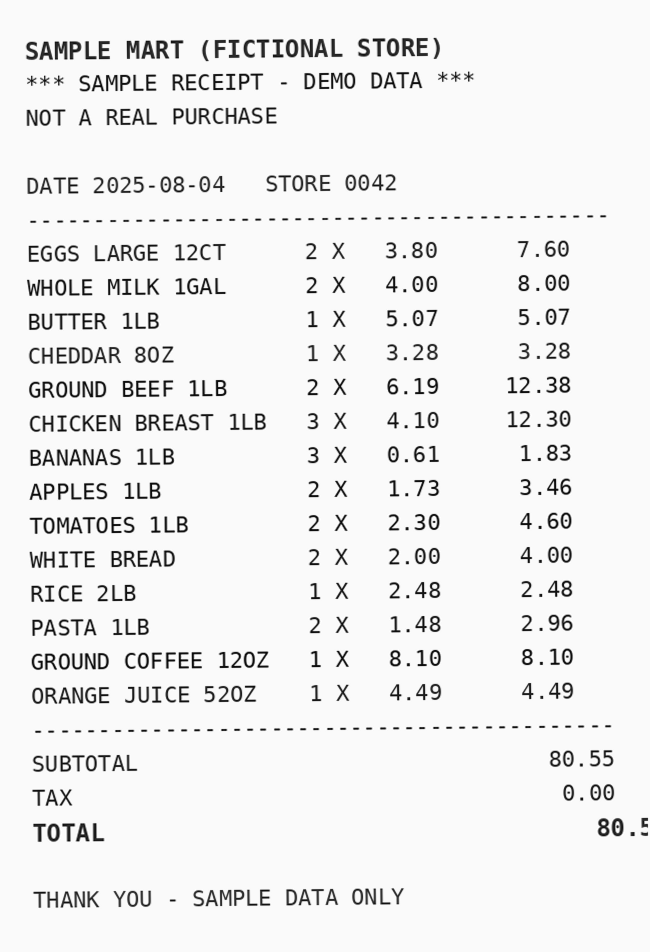 SAMPLE MART (FICTIONAL STORE)
*** SAMPLE RECEIPT - DEMO DATA ***
NOT A REAL PURCHASE
DATE 2025-08-04 STORE 0042
--------------------------------------------
EGGS LARGE 12CT 2 X 3.80 7.60
WHOLE MILK 1GAL 2 X 4.00 8.00
BUTTER 1LB 1 X 5.07 5.07
CHEDDAR 8OZ 1 X 3.28 3.28
GROUND BEEF 1LB 2 X 6.19 12.38
CHICKEN BREAST 1LB 3 X 4.10 12.30
BANANAS 1LB 3 X 0.61 1.83
APPLES 1LB 2 X 1.73 3.46
TOMATOES 1LB 2 X 2.30 4.60
WHITE BREAD 2 X 2.00 4.00
RICE 2LB 1 X 2.48 2.48
PASTA 1LB 2 X 1.48 2.96
GROUND COFFEE 12OZ 1 X 8.10 8.10
ORANGE JUICE 52OZ 1 X 4.49 4.49
--------------------------------------------
SUBTOTAL 80.55
TAX 0.00
TOTAL
THANK YOU - SAMPLE DATA ONLY